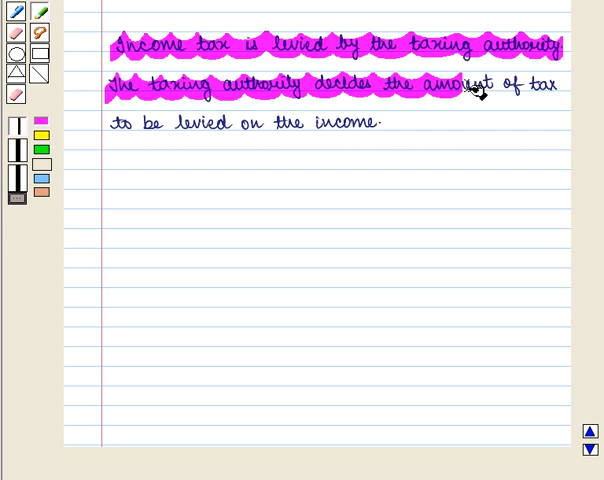 Income tax is levied by the taxing authority.
The taxing authority decides the amount of tax
to be levied on the income.